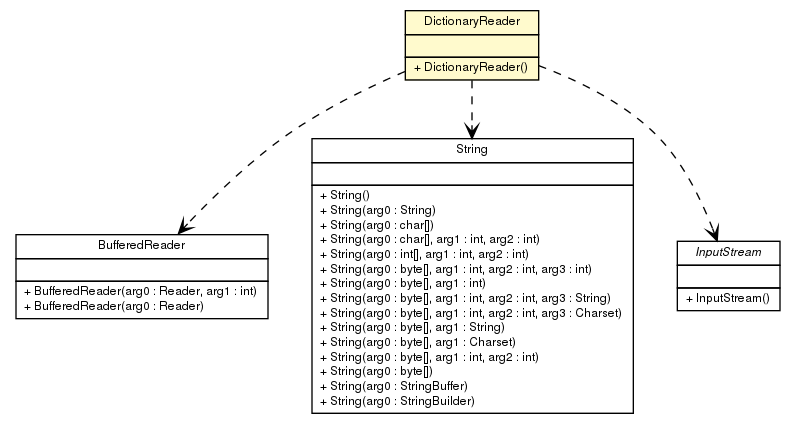 DictionaryReader
+ DictionaryReader()
String
+ String()
+ String(arg0 : String)
+ String(arg0 : char[])
+ String(arg0 : char[], arg1 : int, arg2 : int)
+ String(arg0 : int[], arg1 : int, arg2 : int)
+ String(arg0 : byte[], arg1 : int, arg2 : int, arg3 : int)
+ String(arg0 : byte[], arg1 : int)
+ String(arg0 : byte[], arg1 : int, arg2 : int, arg3 : String)
+ String(arg0 : byte[], arg1 : int, arg2 : int, arg3 : Charset)
+ String(arg0 : byte[], arg1 : String)
+ String(arg0 : byte[], arg1 : Charset)
+ String(arg0 : byte[], arg1 : int, arg2 : int)
+ String(arg0 : byte[])
+ String(arg0 : StringBuffer)
+ String(arg0 : StringBuilder)
BufferedReader
+ BufferedReader(arg0 : Reader, arg1 : int)
+ BufferedReader(arg0 : Reader)
InputStream
+ InputStream()